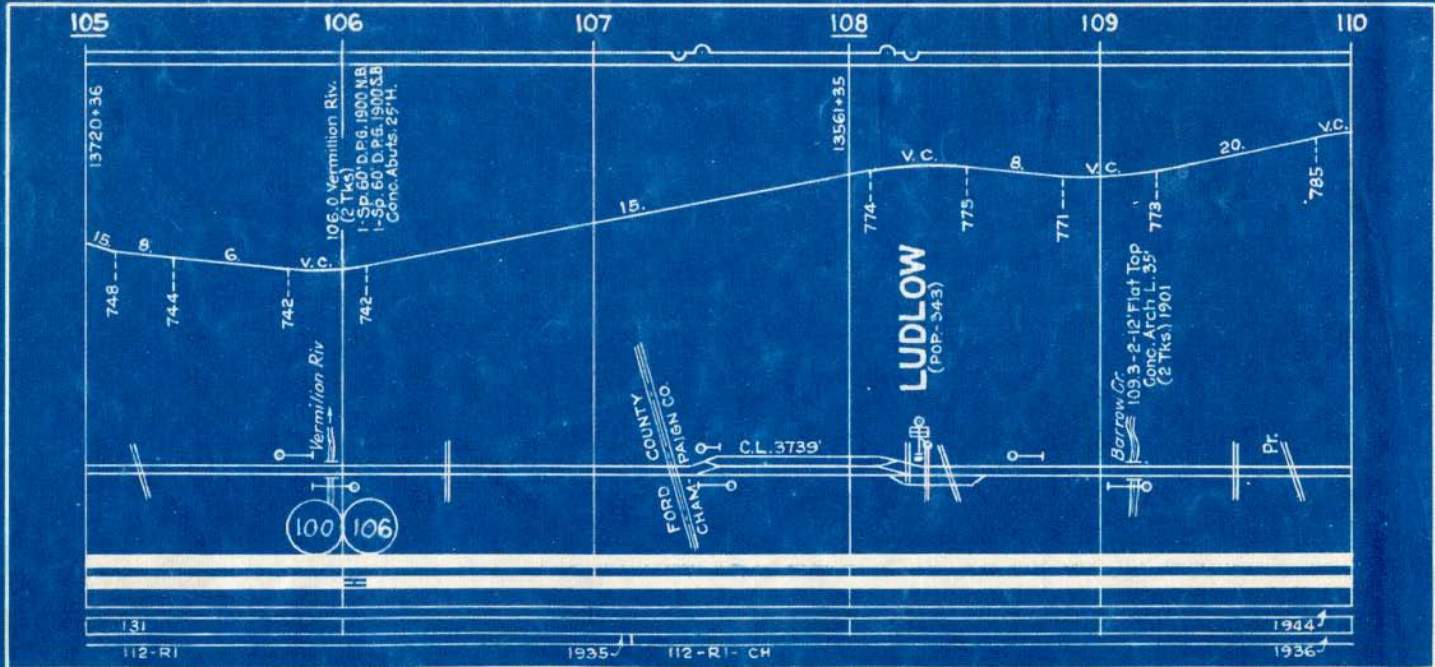 105
106
107
108
109
110
13720+36
106.0 Vermillion Riv.
(2 Tks)
1-Sp. 60' D.P.G. 1900 N.B.
1-Sp. 60' D.P.G. 1900 S.B
Conc. Abuts. 25' H.
13561+35
15.
8.
6.
V.C.
15.
V.C.
8.
V.C.
20.
V.C.
748
744
742
742
774
775
771
773
785
LUDLOW
(POP.-343)
109.3-2-12' Flat Top
Conc. Arch L. 35'
(2 Tks.) 1901
Vermilion Riv
FORD COUNTY
CHAM-PAIGN CO.
C.L. 3739'
Barrow Cr.
Pr.
100
106
131
1944
112-RI
1935
112-RI-CH
1936